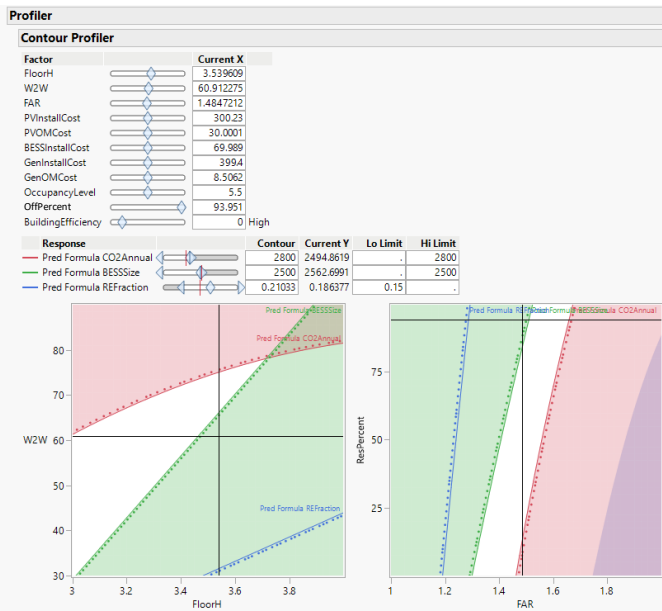 Profiler
Contour Profiler
Factor Current X
FloorH 3.539609
W2W 60.912275
FAR 1.4847212
PVInstallCost 300.23
PVOMCost 30.0001
BESSInstallCost 69.989
GenInstallCost 399.4
GenOMCost 8.5062
OccupancyLevel 5.5
OffPercent 93.951
BuildingEfficiency 0 High
Response Contour Current Y Lo Limit Hi Limit
Pred Formula CO2Annual 2800 2494.8619 . 2800
Pred Formula BESSSize 2500 2562.6991 . 2500
Pred Formula REFraction 0.21033 0.186377 0.15 .
Pred Formula BESSSize
Pred Formula CO2Annual
Pred Formula REFraction
80
70
W2W 60
50
40
30
3 3.2 3.4 3.6 3.8
FloorH
Pred Formula CO2Annual
75
ResPercent
50
25
1 1.2 1.4 1.6 1.8
FAR